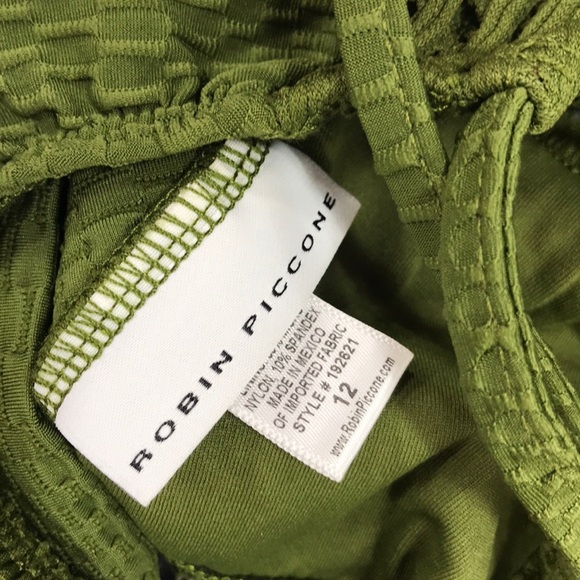 ROBIN PICCONE
NYLON, 10% SPANDEX
MADE IN MEXICO
OF IMPORTED FABRIC
STYLE # 192621
12
www.RobinPiccone.com